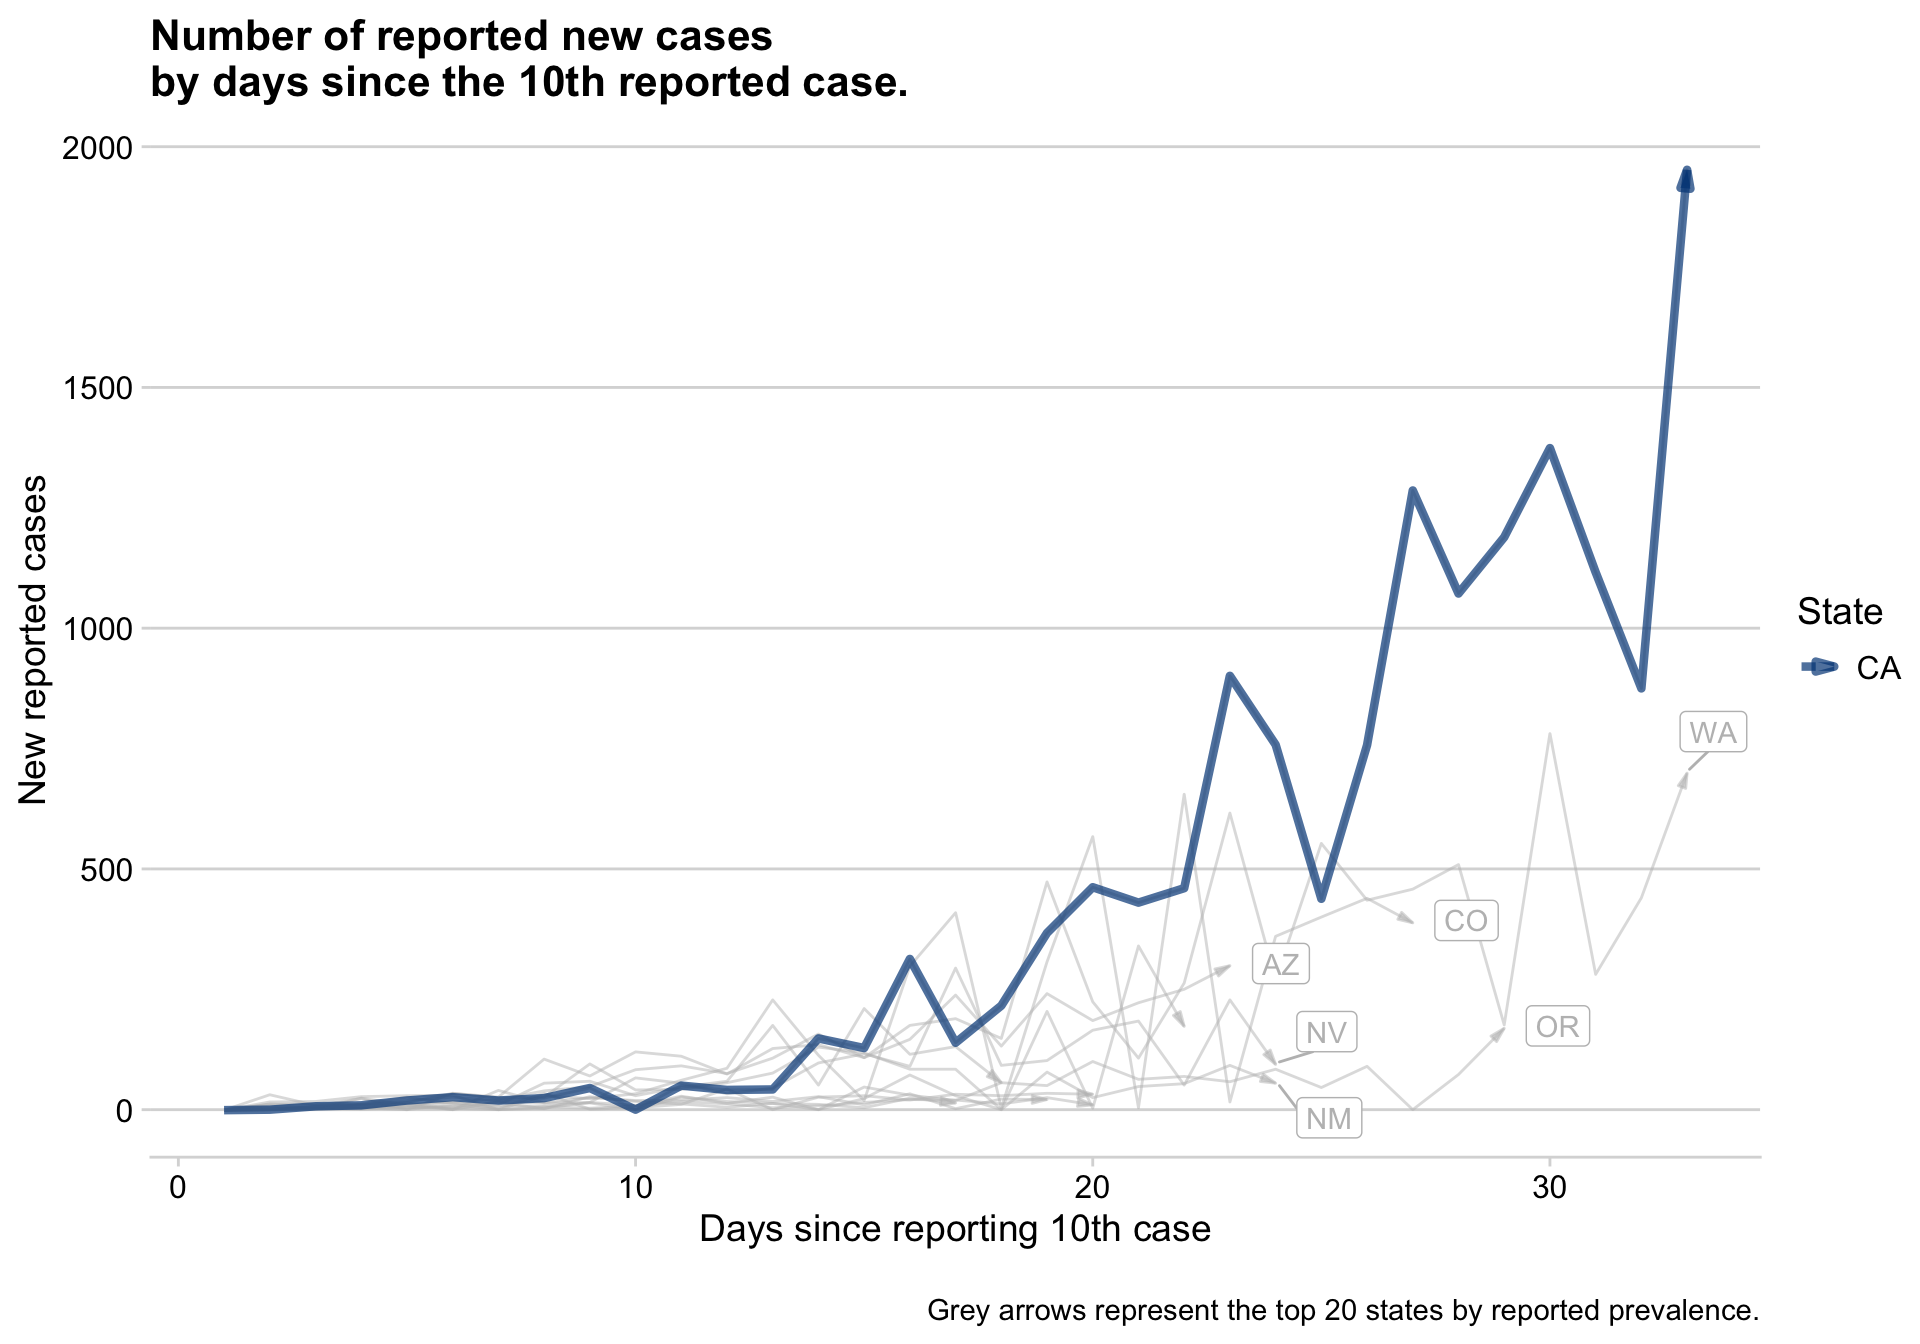 Number of reported new cases
by days since the 10th reported case.
2000
1500
1000
500
0
New reported cases
WA
CO
AZ
NV
OR
NM
State
CA
0
10
20
30
Days since reporting 10th case
Grey arrows represent the top 20 states by reported prevalence.